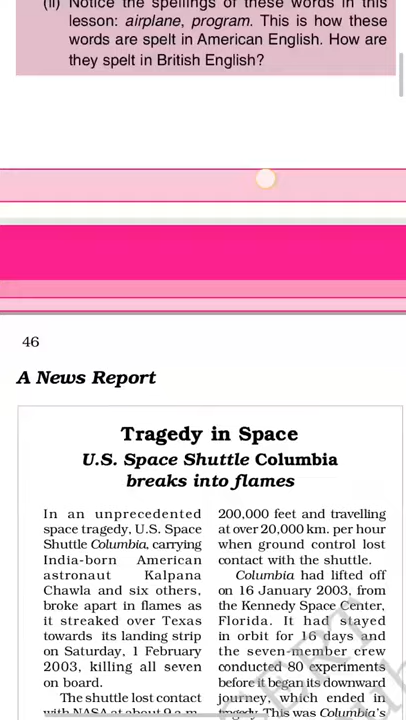 (ii) Notice the spellings of these words in this
lesson: airplane, program. This is how these
words are spelt in American English. How are
they spelt in British English?
46
A News Report
Tragedy in Space
U.S. Space Shuttle Columbia
breaks into flames
In an unprecedented
space tragedy, U.S. Space
Shuttle Columbia, carrying
India-born American
astronaut Kalpana
Chawla and six others,
broke apart in flames as
it streaked over Texas
towards its landing strip
on Saturday, 1 February
2003, killing all seven
on board.
The shuttle lost contact
with NASA at about 9 a.m.
200,000 feet and travelling
at over 20,000 km. per hour
when ground control lost
contact with the shuttle.
Columbia had lifted off
on 16 January 2003, from
the Kennedy Space Center,
Florida. It had stayed
in orbit for 16 days and
the seven-member crew
conducted 80 experiments
before it began its downward
journey, which ended in
tragedy. This was Columbia's